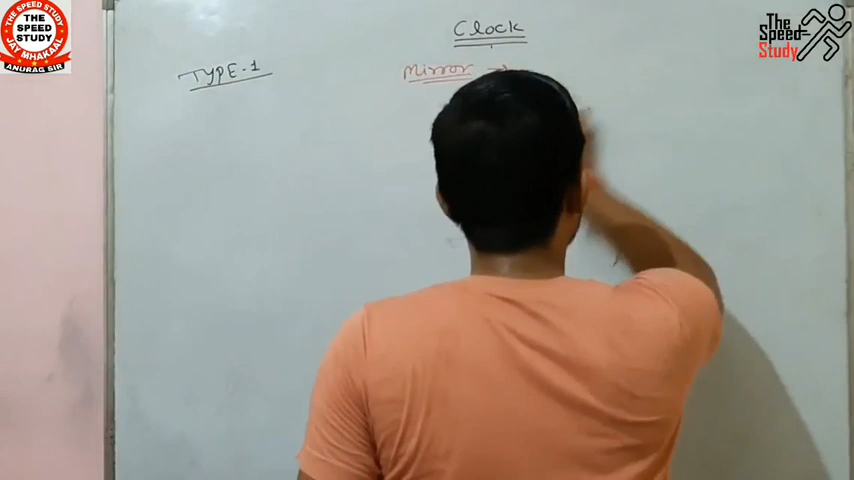 THE SPEED STUDY
THE
SPEED
STUDY
JAY MHAKAAL
ANURAG SIR
Clock
The
Speed
Study
TYPE-1
Mirror →